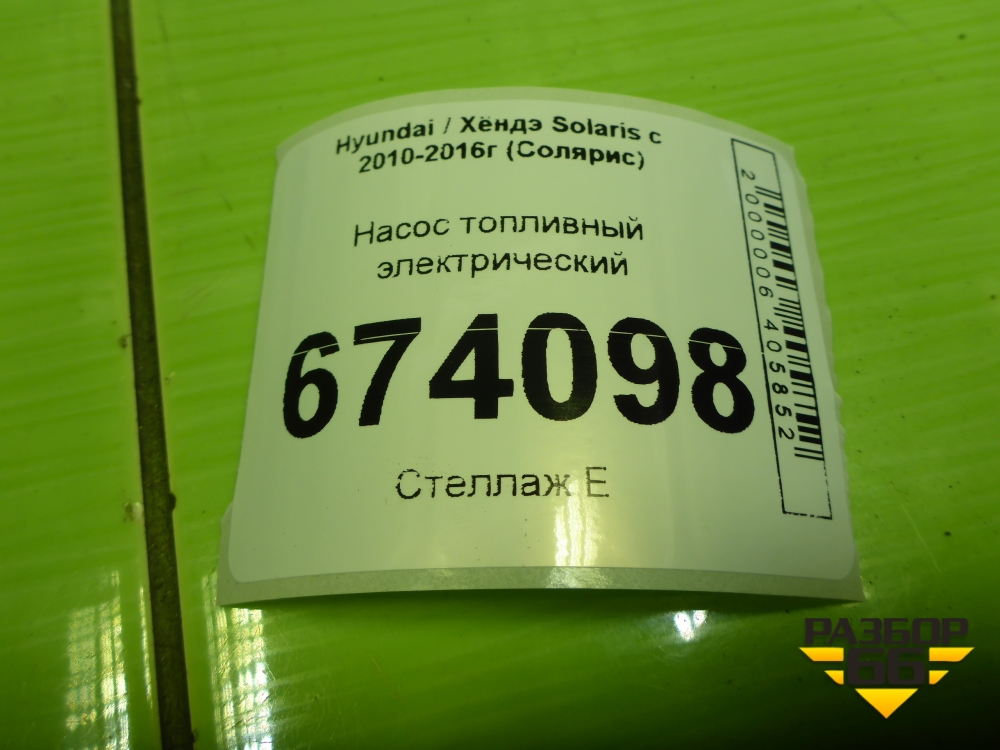 Hyundai / Хёндэ Solaris с
2010-2016г (Солярис)
Насос топливный
электрический
674098
Стеллаж Е
2000006405852
РАЗБОР
66